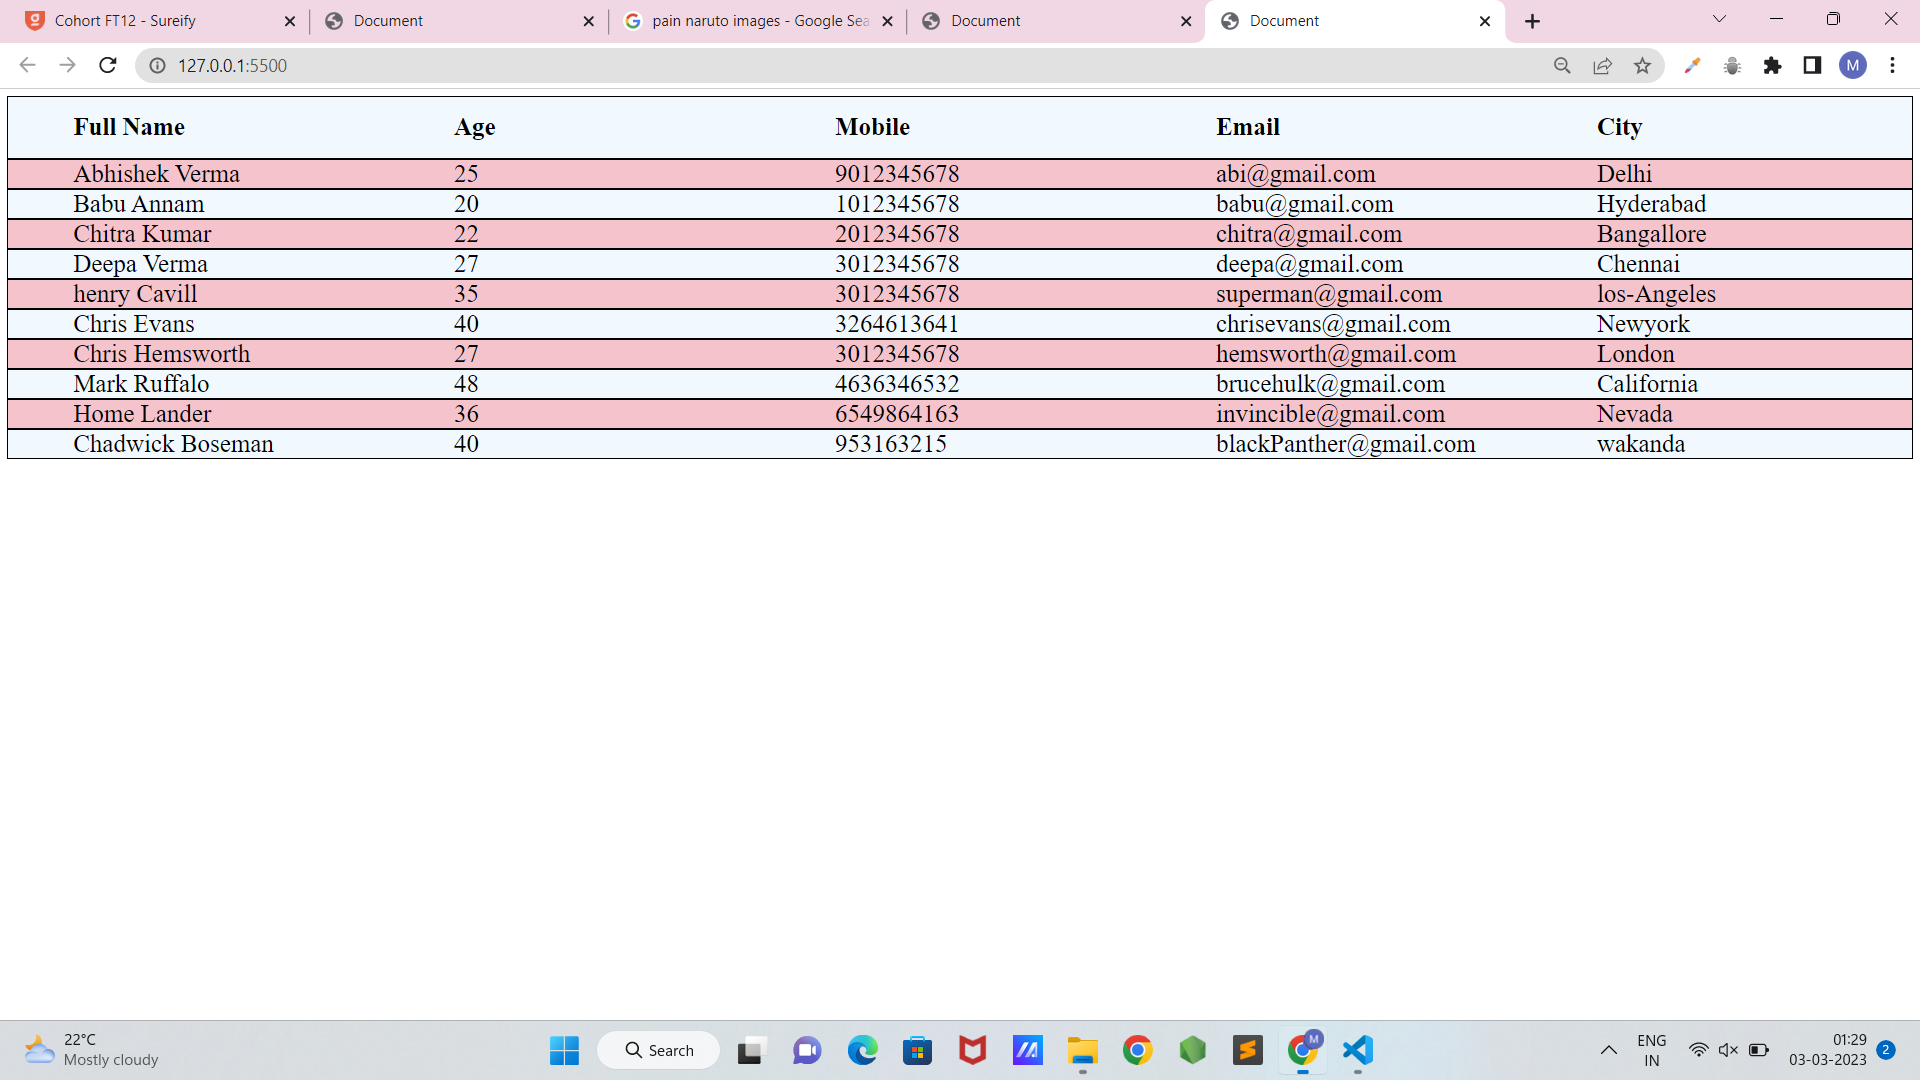 Cohort FT12 - Sureify
Document
pain naruto images - Google Sea
Document
Document
127.0.0.1:5500
M
Full Name Age Mobile Email City
Abhishek Verma 25 9012345678 abi@gmail.com Delhi
Babu Annam 20 1012345678 babu@gmail.com Hyderabad
Chitra Kumar 22 2012345678 chitra@gmail.com Bangallore
Deepa Verma 27 3012345678 deepa@gmail.com Chennai
henry Cavill 35 3012345678 superman@gmail.com los-Angeles
Chris Evans 40 3264613641 chrisevans@gmail.com Newyork
Chris Hemsworth 27 3012345678 hemsworth@gmail.com London
Mark Ruffalo 48 4636346532 brucehulk@gmail.com California
Home Lander 36 6549864163 invincible@gmail.com Nevada
Chadwick Boseman 40 953163215 blackPanther@gmail.com wakanda
22°C
Mostly cloudy
Search
M
ENG
IN
01:29
03-03-2023
2